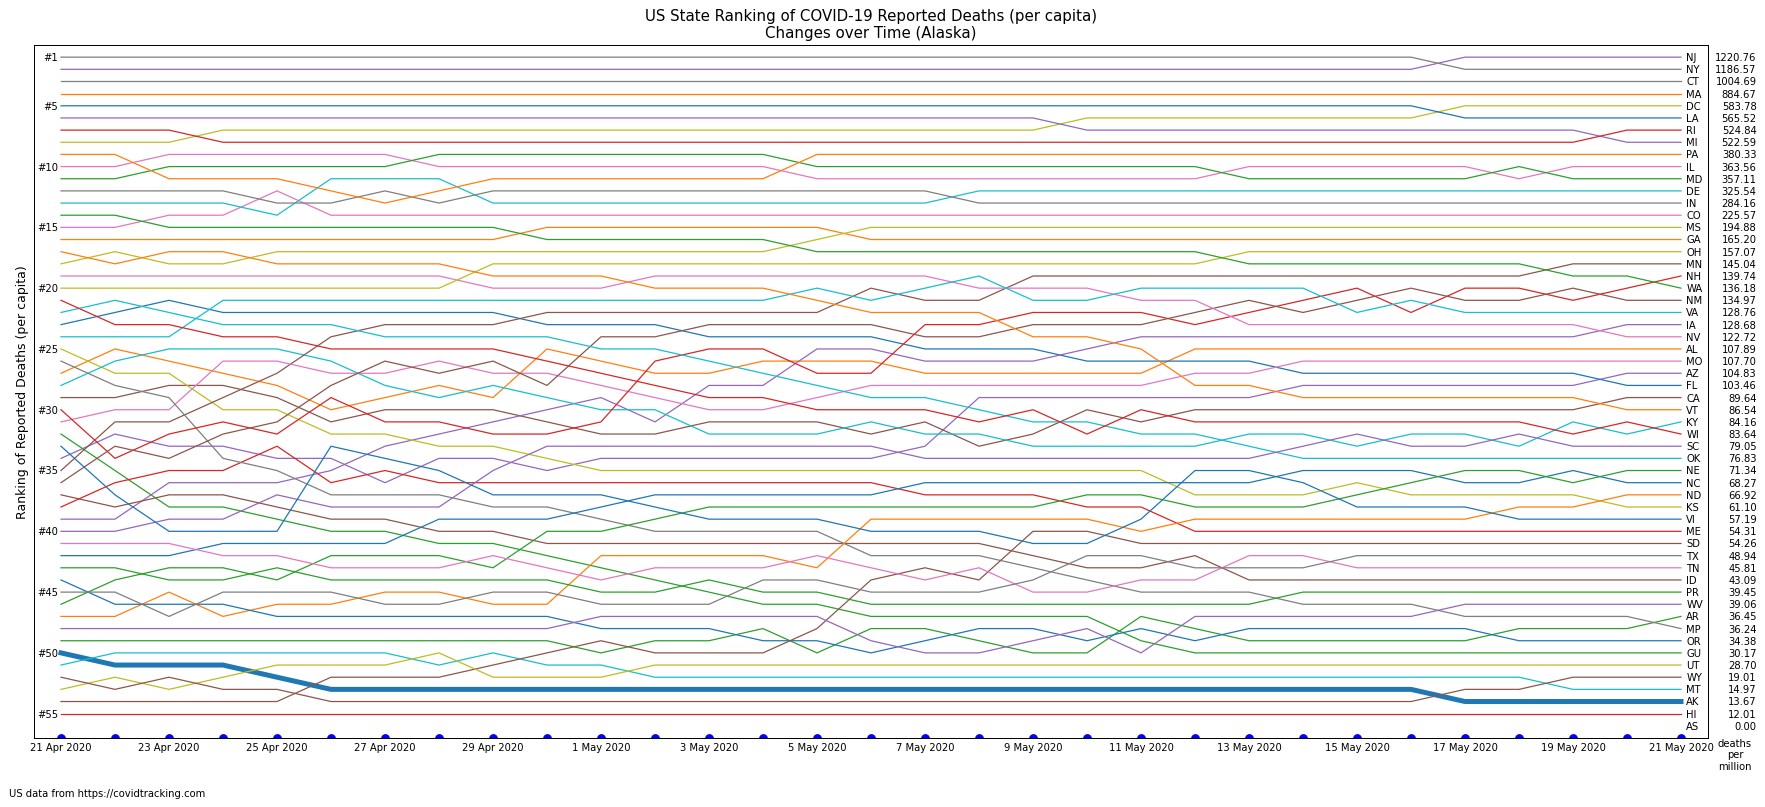 US State Ranking of COVID-19 Reported Deaths (per capita)
Changes over Time (Alaska)
Ranking of Reported Deaths (per capita)
#1
#5
#10
#15
#20
#25
#30
#35
#40
#45
#50
#55
NJ 1220.76
NY 1186.57
CT 1004.69
MA 884.67
DC 583.78
LA 565.52
RI 524.84
MI 522.59
PA 380.33
IL 363.56
MD 357.11
DE 325.54
IN 284.16
CO 225.57
MS 194.88
GA 165.20
OH 157.07
MN 145.04
NH 139.74
WA 136.18
NM 134.97
VA 128.76
IA 128.68
NV 122.72
AL 107.89
MO 107.70
AZ 104.83
FL 103.46
CA 89.64
VT 86.54
KY 84.16
WI 83.64
SC 79.05
OK 76.83
NE 71.34
NC 68.27
ND 66.92
KS 61.10
VI 57.19
ME 54.31
SD 54.26
TX 48.94
TN 45.81
ID 43.09
PR 39.45
WV 39.06
AR 36.45
MP 36.24
OR 34.38
GU 30.17
UT 28.70
WY 19.01
MT 14.97
AK 13.67
HI 12.01
AS 0.00
21 Apr 2020 23 Apr 2020 25 Apr 2020 27 Apr 2020 29 Apr 2020 1 May 2020 3 May 2020 5 May 2020 7 May 2020 9 May 2020 11 May 2020 13 May 2020 15 May 2020 17 May 2020 19 May 2020 21 May 2020
deaths
per
million
US data from https://covidtracking.com